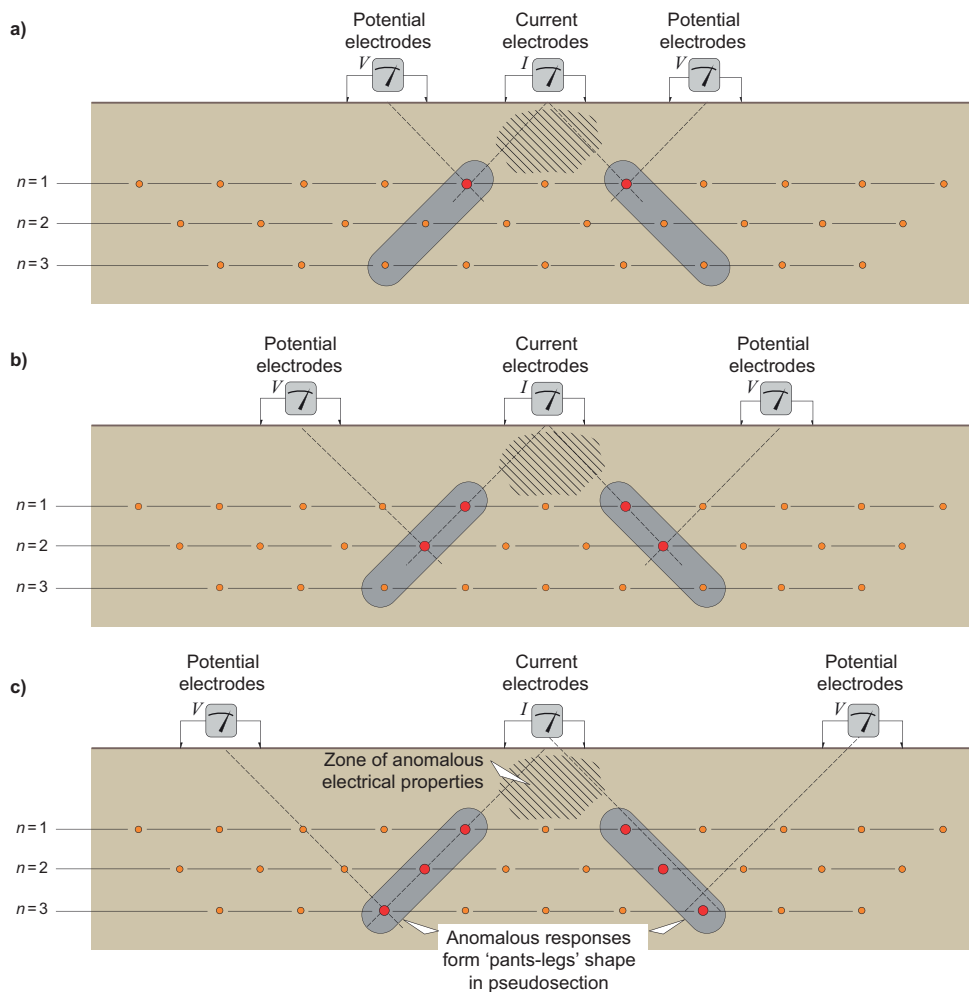 a)
Potential
electrodes
Current
electrodes
Potential
electrodes
V
I
V
n=1
n=2
n=3
b)
Potential
electrodes
Current
electrodes
Potential
electrodes
V
I
V
n=1
n=2
n=3
c)
Potential
electrodes
Current
electrodes
Potential
electrodes
V
I
V
Zone of anomalous
electrical properties
n=1
n=2
n=3
Anomalous responses
form ‘pants-legs’ shape
in pseudosection